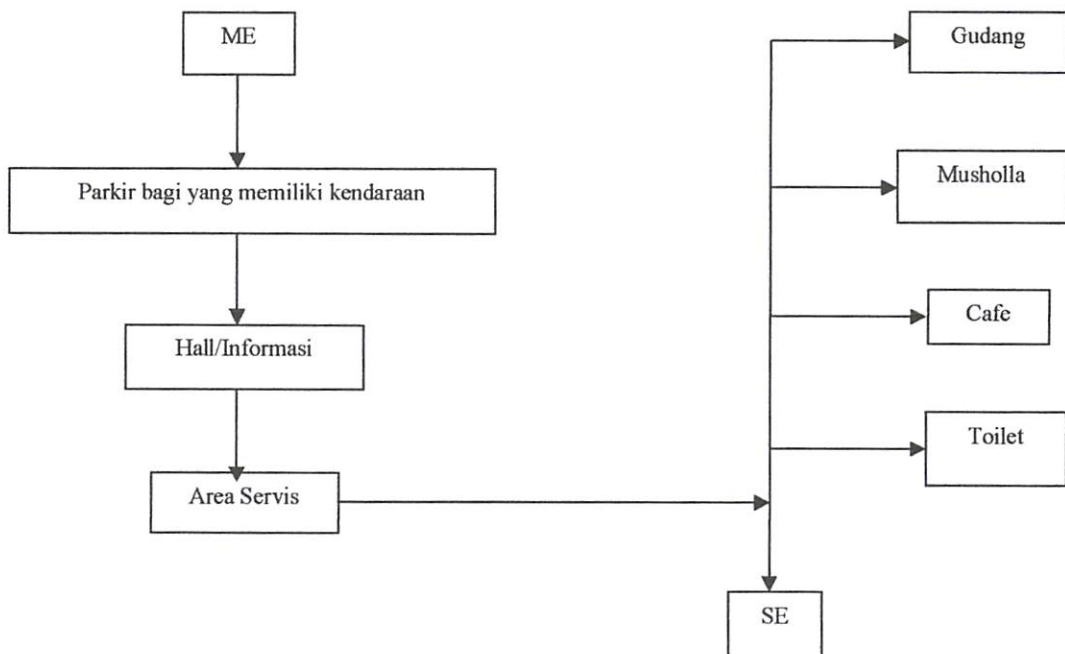 ME
Parkir bagi yang memiliki kendaraan
Hall/Informasi
Area Servis
Gudang
Musholla
Cafe
Toilet
SE